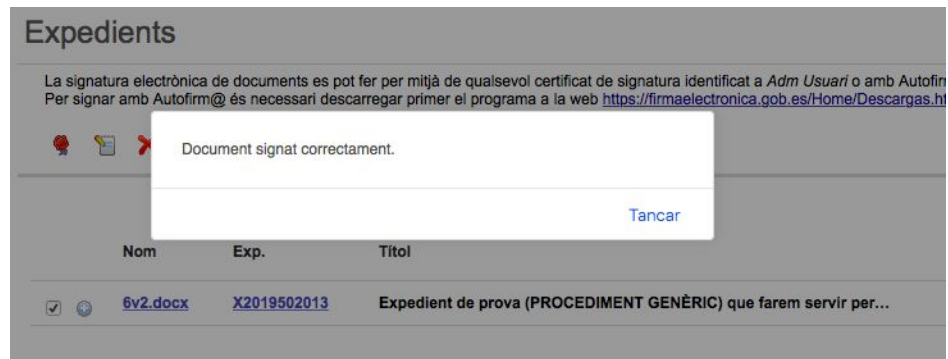 Expedients
La signatura electrònica de documents es pot fer per mitjà de qualsevol certificat de signatura identificat a Adm Usuari o amb
Per signar amb Autofirm@ és necessari descarregar primer el programa a la web https://firmaelectronica.gob.es/Home/Descargas.ht
Document signat correctament.
Tancar
Nom Exp. Títol
6v2.docx X2019502013 Expedient de prova (PROCEDIMENT GENÈRIC) que farem servir per...